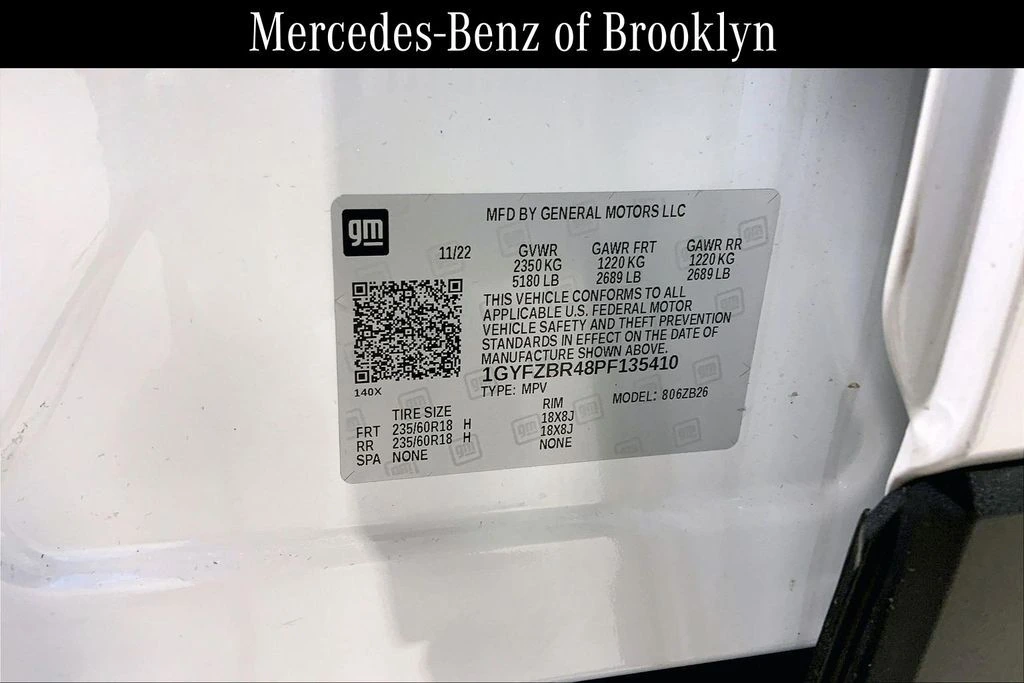 Mercedes-Benz of Brooklyn
gm
MFD BY GENERAL MOTORS LLC
11/22
GVWR GAWR FRT GAWR RR
2350 KG 1220 KG 1220 KG
5180 LB 2689 LB 2689 LB
THIS VEHICLE CONFORMS TO ALL
APPLICABLE U.S. FEDERAL MOTOR
VEHICLE SAFETY AND THEFT PREVENTION
STANDARDS IN EFFECT ON THE DATE OF
MANUFACTURE SHOWN ABOVE.
1GYFZBR48PF135410
140X
TYPE: MPV MODEL: 806ZB26
TIRE SIZE RIM
FRT 235/60R18 H 18X8J
RR 235/60R18 H 18X8J
SPA NONE NONE